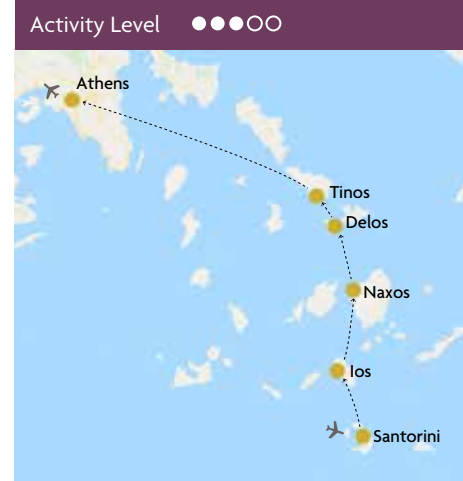 Activity Level
Athens
Tinos
Delos
Naxos
Ios
Santorini